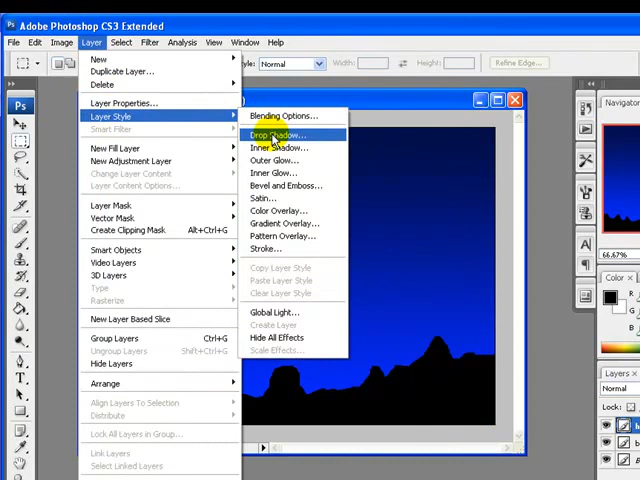 Ps Adobe Photoshop CS3 Extended
File Edit Image Layer Select Filter Analysis View Window Help
Normal Width: Height: Refine Edge...
New
Duplicate Layer...
Delete
Layer Properties...
Layer Style
Smart Filter
New Fill Layer
New Adjustment Layer
Change Layer Content
Layer Content Options...
Layer Mask
Vector Mask
Create Clipping Mask Alt+Ctrl+G
Smart Objects
Video Layers
3D Layers
Type
Rasterize
New Layer Based Slice
Group Layers Ctrl+G
Ungroup Layers Shift+Ctrl+G
Hide Layers
Arrange
Align Layers To Selection
Distribute
Lock All Layers in Group...
Link Layers
Select Linked Layers
Blending Options...
Drop Shadow...
Inner Shadow...
Outer Glow...
Inner Glow...
Bevel and Emboss...
Satin...
Color Overlay...
Gradient Overlay...
Pattern Overlay...
Stroke...
Copy Layer Style
Paste Layer Style
Clear Layer Style
Global Light...
Create Layer
Hide All Effects
Scale Effects...
Ps
T
A
Navigator
66.67%
Color
R
G
B
Layers
Normal
Lock: